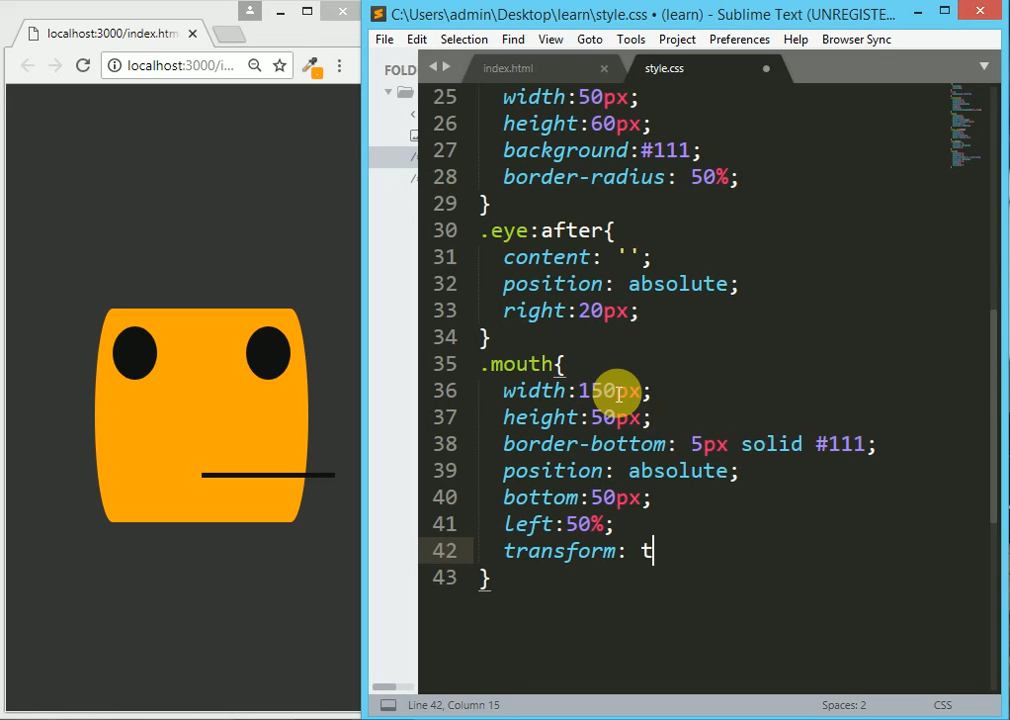 localhost:3000/index.htm
localhost:3000/i...
C:\Users\admin\Desktop\learn\style.css • (learn) - Sublime Text (UNREGISTE...
File Edit Selection Find View Goto Tools Project Preferences Help Browser Sync
FOLD
index.html
style.css
25 width:50px;
26 height:60px;
27 background:#111;
28 border-radius: 50%;
29 }
30 .eye:after{
31 content: '';
32 position: absolute;
33 right:20px;
34 }
35 .mouth{
36 width:150px;
37 height:50px;
38 border-bottom: 5px solid #111;
39 position: absolute;
40 bottom:50px;
41 left:50%;
42 transform: t
43 }
Line 42, Column 15
Spaces: 2
CSS